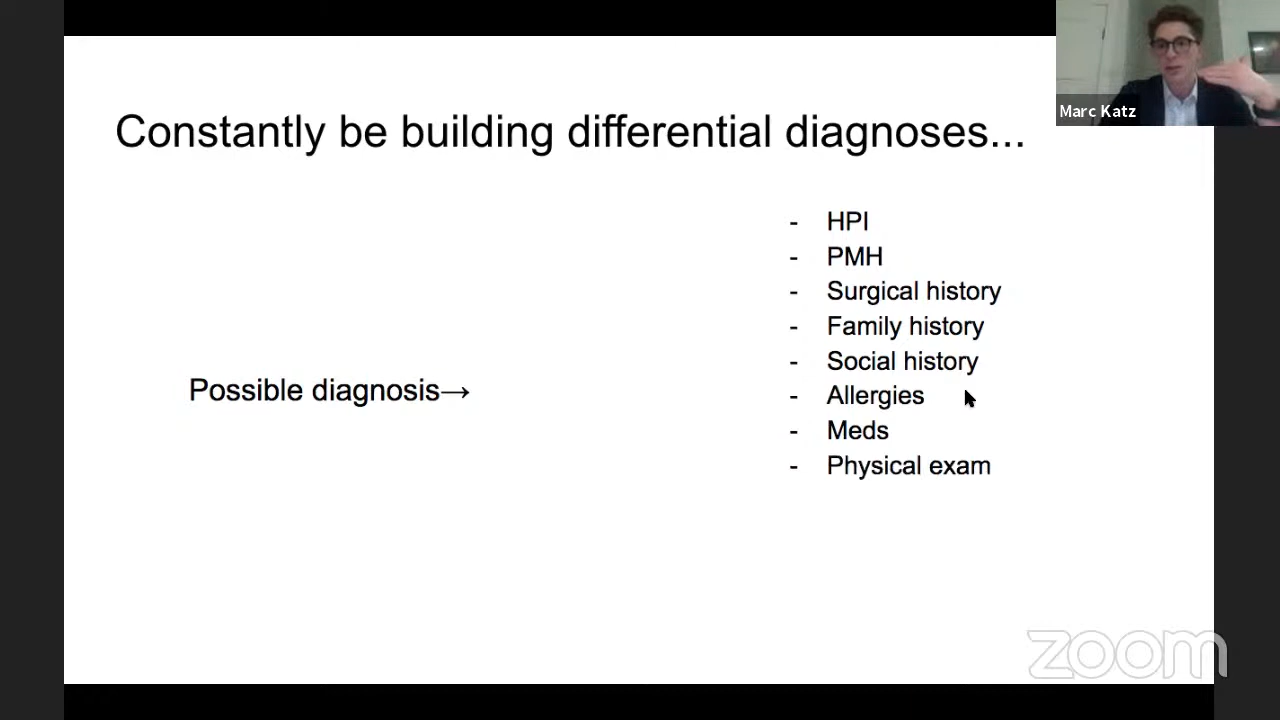 Marc Katz
Constantly be building differential diagnoses...
- HPI
- PMH
- Surgical history
- Family history
- Social history
- Allergies
- Meds
- Physical exam
Possible diagnosis→
zoom